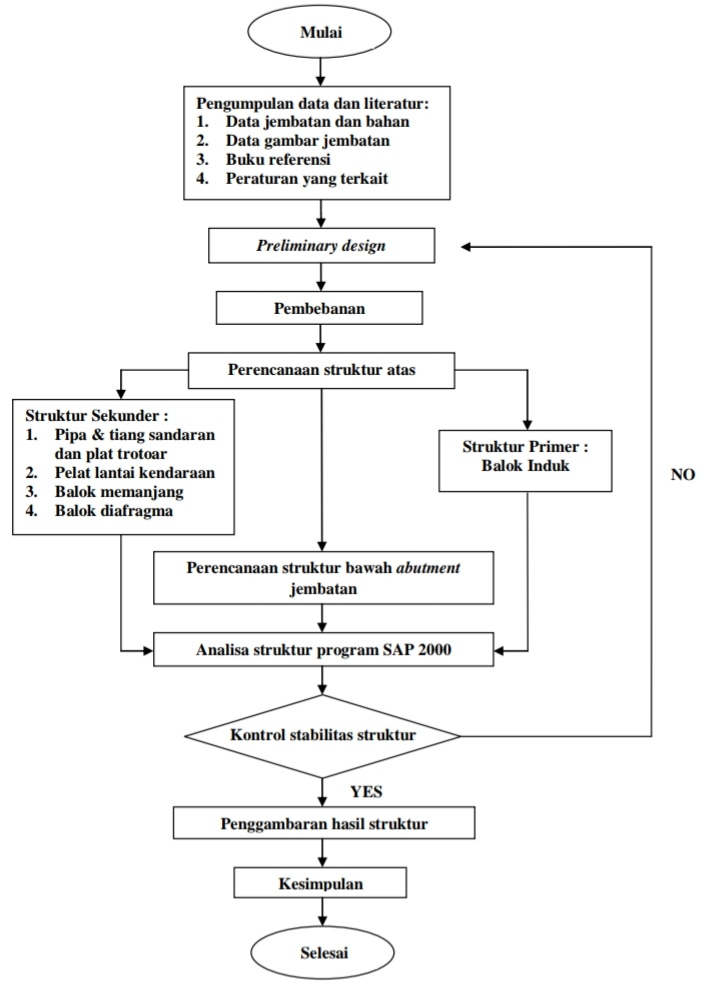 Mulai
Pengumpulan data dan literatur:
1. Data jembatan dan bahan
2. Data gambar jembatan
3. Buku referensi
4. Peraturan yang terkait
Preliminary design
Pembebanan
Perencanaan struktur atas
Struktur Sekunder :
1. Pipa & tiang sandaran
dan plat trotoar
2. Pelat lantai kendaraan
3. Balok memanjang
4. Balok diafragma
Struktur Primer :
Balok Induk
NO
Perencanaan struktur bawah abutment
jembatan
Analisa struktur program SAP 2000
Kontrol stabilitas struktur
YES
Penggambaran hasil struktur
Kesimpulan
Selesai